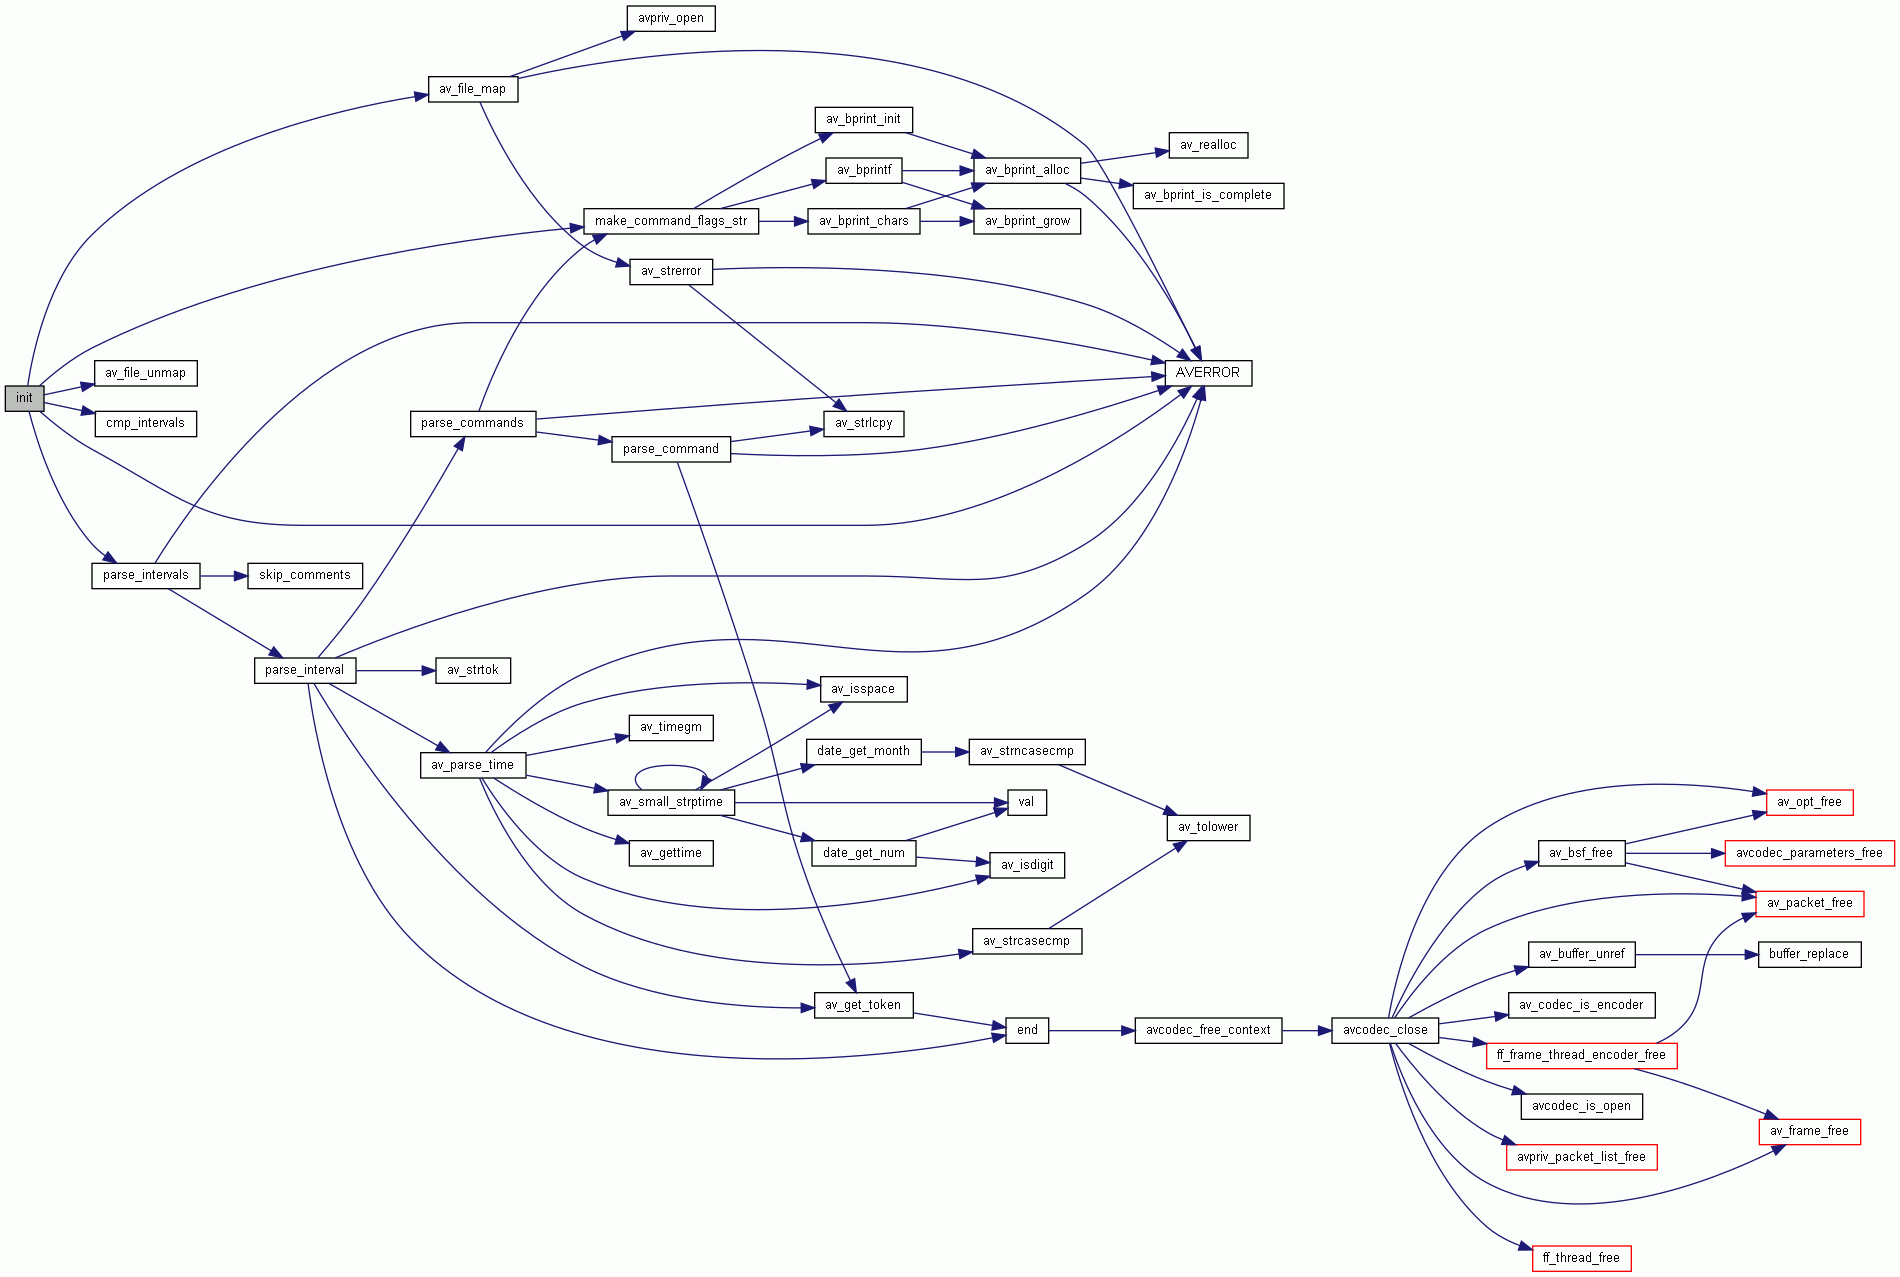 avpriv_open
av_file_map
av_bprint_init
av_realloc
av_bprintf
av_bprint_alloc
av_bprint_is_complete
make_command_flags_str
av_bprint_chars
av_bprint_grow
av_strerror
av_file_unmap
AVERROR
init
cmp_intervals
parse_commands
av_strlcpy
parse_command
parse_intervals
skip_comments
parse_interval
av_strtok
av_isspace
av_timegm
date_get_month
av_strncasecmp
av_parse_time
av_small_strptime
val
av_opt_free
av_tolower
av_gettime
date_get_num
av_isdigit
av_bsf_free
avcodec_parameters_free
av_packet_free
av_strcasecmp
av_buffer_unref
buffer_replace
av_get_token
av_codec_is_encoder
end
avcodec_free_context
avcodec_close
ff_frame_thread_encoder_free
avcodec_is_open
av_frame_free
avpriv_packet_list_free
ff_thread_free